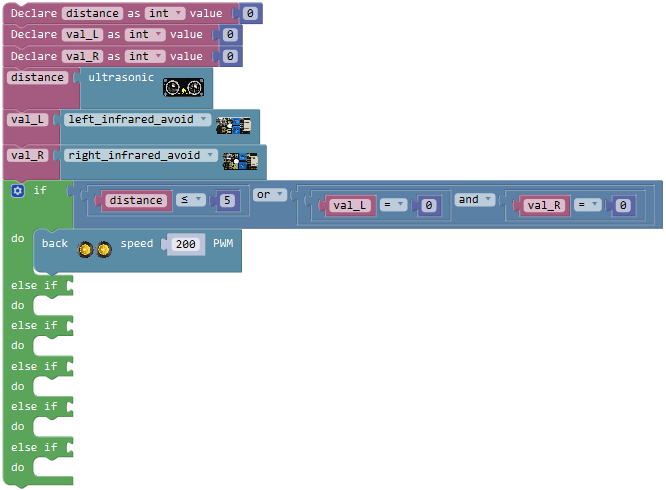 Declare distance as int value 0
Declare val_L as int value 0
Declare val_R as int value 0
distance ultrasonic
val_L left_infrared_avoid
val_R right_infrared_avoid
if distance ≤ 5 or val_L = 0 and val_R = 0
do back speed 200 PWM
else if
do
else if
do
else if
do
else if
do
else if
do